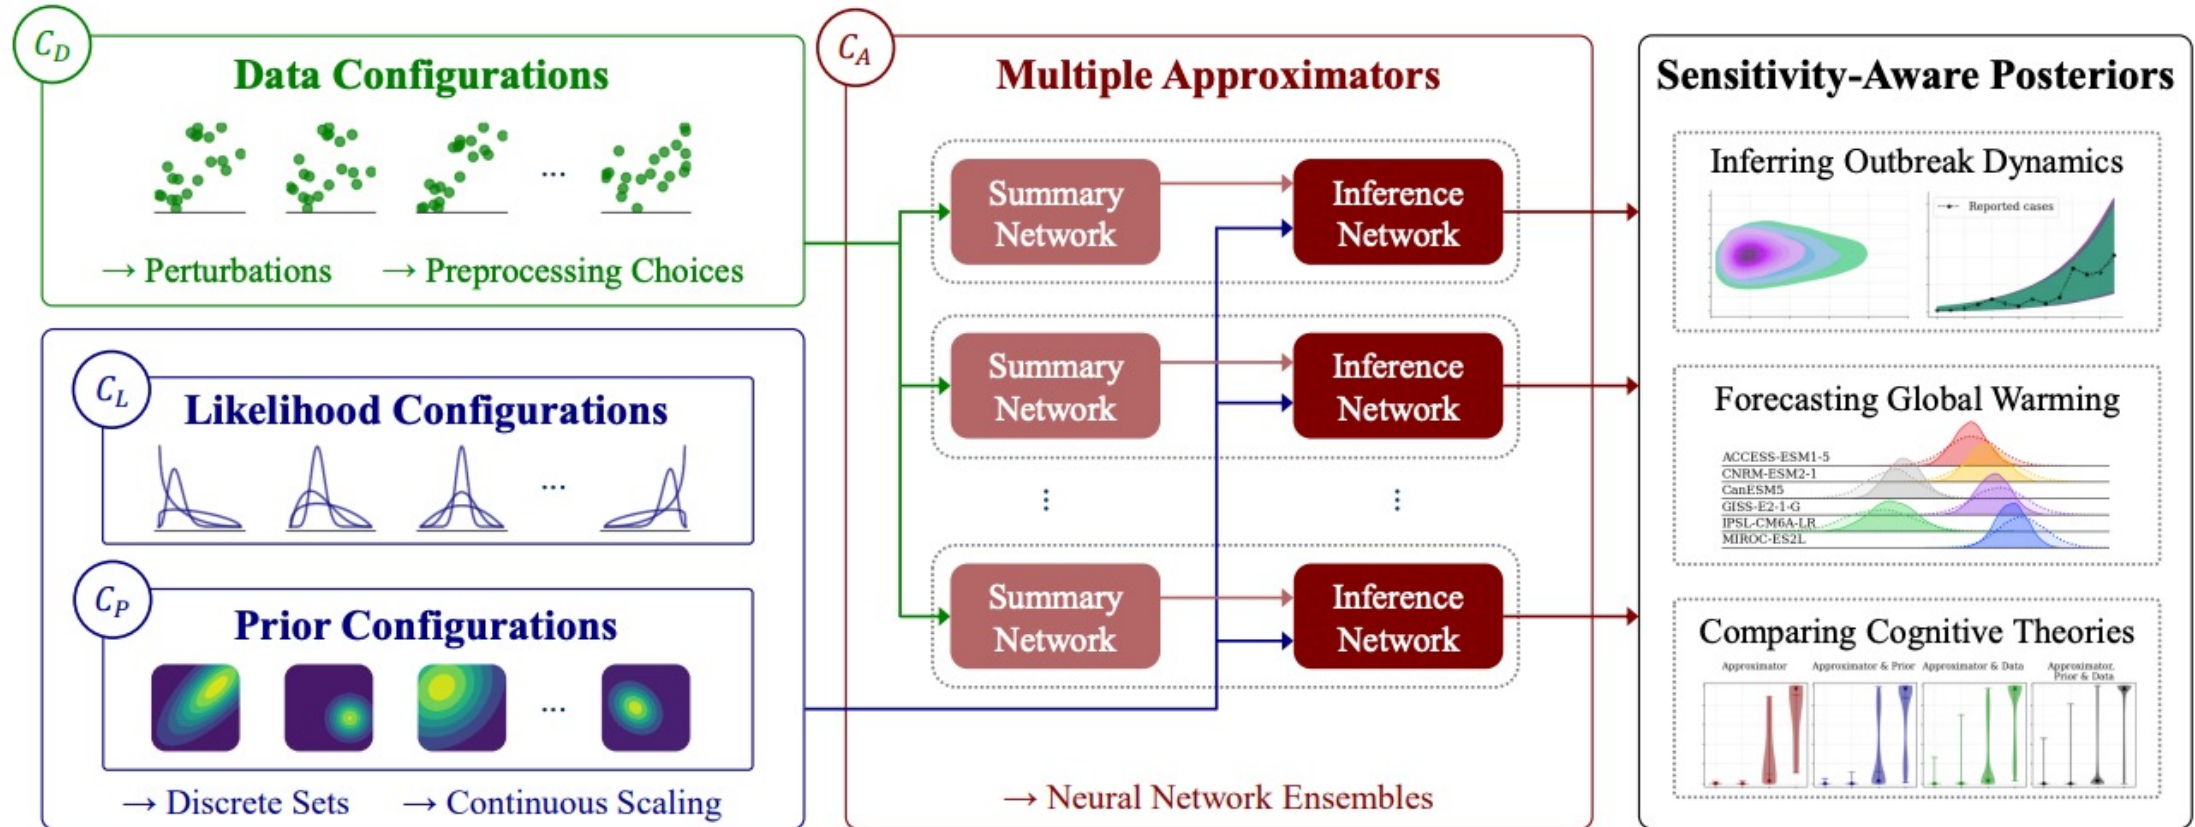 C_D
Data Configurations
...
→ Perturbations → Preprocessing Choices
C_L
Likelihood Configurations
...
C_P
Prior Configurations
...
→ Discrete Sets → Continuous Scaling
C_A
Multiple Approximators
Summary
Network
Inference
Network
Summary
Network
Inference
Network
Summary
Network
Inference
Network
→ Neural Network Ensembles
Sensitivity-Aware Posteriors
Inferring Outbreak Dynamics
Reported cases
Forecasting Global Warming
ACCESS-ESM1-5
CNRM-ESM2-1
CanESM5
GISS-E2-1-G
IPSL-CM6A-LR
MIROC-ES2L
Comparing Cognitive Theories
Approximator
Approximator & Prior
Approximator & Data
Approximator,
Prior & Data